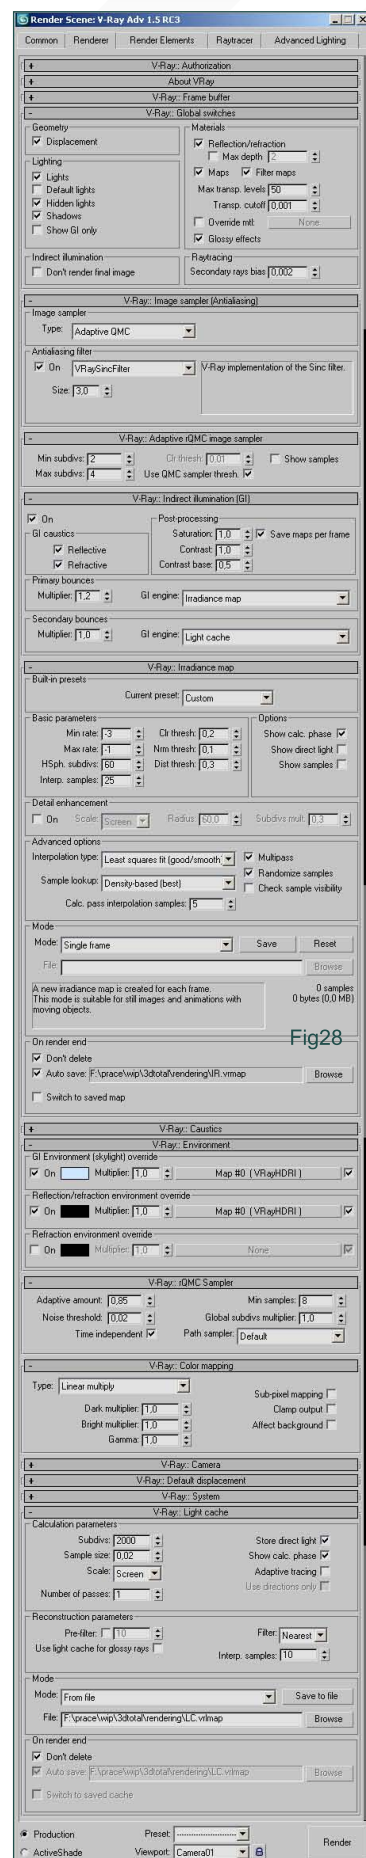 Render Scene: V-Ray Adv 1.5 RC3
Common Renderer Render Elements Raytracer Advanced Lighting
+ V-Ray:: Authorization
+ About VRay
+ V-Ray:: Frame buffer
- V-Ray:: Global switches
Geometry
Displacement
Lighting
Lights
Default lights
Hidden lights
Shadows
Show GI only
Materials
Reflection/refraction
Max depth 2
Maps Filter maps
Max transp. levels 50
Transp. cutoff 0,001
Override mtl: None
Glossy effects
Indirect illumination
Don't render final image
Raytracing
Secondary rays bias 0,002
- V-Ray:: Image sampler (Antialiasing)
Image sampler
Type: Adaptive QMC
Antialiasing filter
On VRaySincFilter
V-Ray implementation of the Sinc filter.
Size: 3,0
- V-Ray:: Adaptive rQMC image sampler
Min subdivs: 2 Clr thresh: 0,01 Show samples
Max subdivs: 4 Use QMC sampler thresh.
- V-Ray:: Indirect illumination (GI)
On
GI caustics
Reflective
Refractive
Post-processing
Saturation: 1,0 Save maps per frame
Contrast: 1,0
Contrast base: 0,5
Primary bounces
Multiplier: 1,2 GI engine: Irradiance map
Secondary bounces
Multiplier: 1,0 GI engine: Light cache
- V-Ray:: Irradiance map
Built-in presets
Current preset: Custom
Basic parameters
Min rate: -3 Clr thresh: 0,2
Max rate: -1 Nrm thresh: 0,1
HSph. subdivs: 60 Dist thresh: 0,3
Interp. samples: 25
Options
Show calc. phase
Show direct light
Show samples
Detail enhancement
On Scale: Screen Radius: 60,0 Subdivs mult. 0,3
Advanced options
Interpolation type: Least squares fit (good/smooth Multipass
Randomize samples
Sample lookup: Density-based (best) Check sample visibility
Calc. pass interpolation samples: 5
Mode
Mode: Single frame Save Reset
File: Browse
A new irradiance map is created for each frame.
This mode is suitable for still images and animations with
moving objects.
0 samples
0 bytes (0,0 MB)
Fig28
On render end
Don't delete
Auto save: F:\prace\wip\3dtotal\rendering\IR.vrmap Browse
Switch to saved map
+ V-Ray:: Caustics
- V-Ray:: Environment
GI Environment (skylight) override
On Multiplier: 1,0 Map #0 ( VRayHDRI )
Reflection/refraction environment override
On Multiplier: 1,0 Map #0 ( VRayHDRI )
Refraction environment override
On Multiplier: 1,0 None
- V-Ray:: rQMC Sampler
Adaptive amount: 0,85 Min samples: 8
Noise threshold: 0,02 Global subdivs multiplier: 1,0
Time independent Path sampler: Default
- V-Ray:: Color mapping
Type: Linear multiply
Dark multiplier: 1,0
Bright multiplier: 1,0
Gamma: 1,0
Sub-pixel mapping
Clamp output
Affect background
+ V-Ray:: Camera
+ V-Ray:: Default displacement
+ V-Ray:: System
- V-Ray:: Light cache
Calculation parameters
Subdivs: 2000 Store direct light
Sample size: 0,02 Show calc. phase
Scale: Screen Adaptive tracing
Use directions only
Number of passes: 1
Reconstruction parameters
Pre-filter: 10 Filter: Nearest
Use light cache for glossy rays Interp. samples: 10
Mode
Mode: From file Save to file
File: F:\prace\wip\3dtotal\rendering\LC.vrlmap Browse
On render end
Don't delete
Auto save: F:\prace\wip\3dtotal\rendering\LC.vrlmap Browse
Switch to saved cache
Production Preset: --------------------
ActiveShade Viewport: Camera01
Render